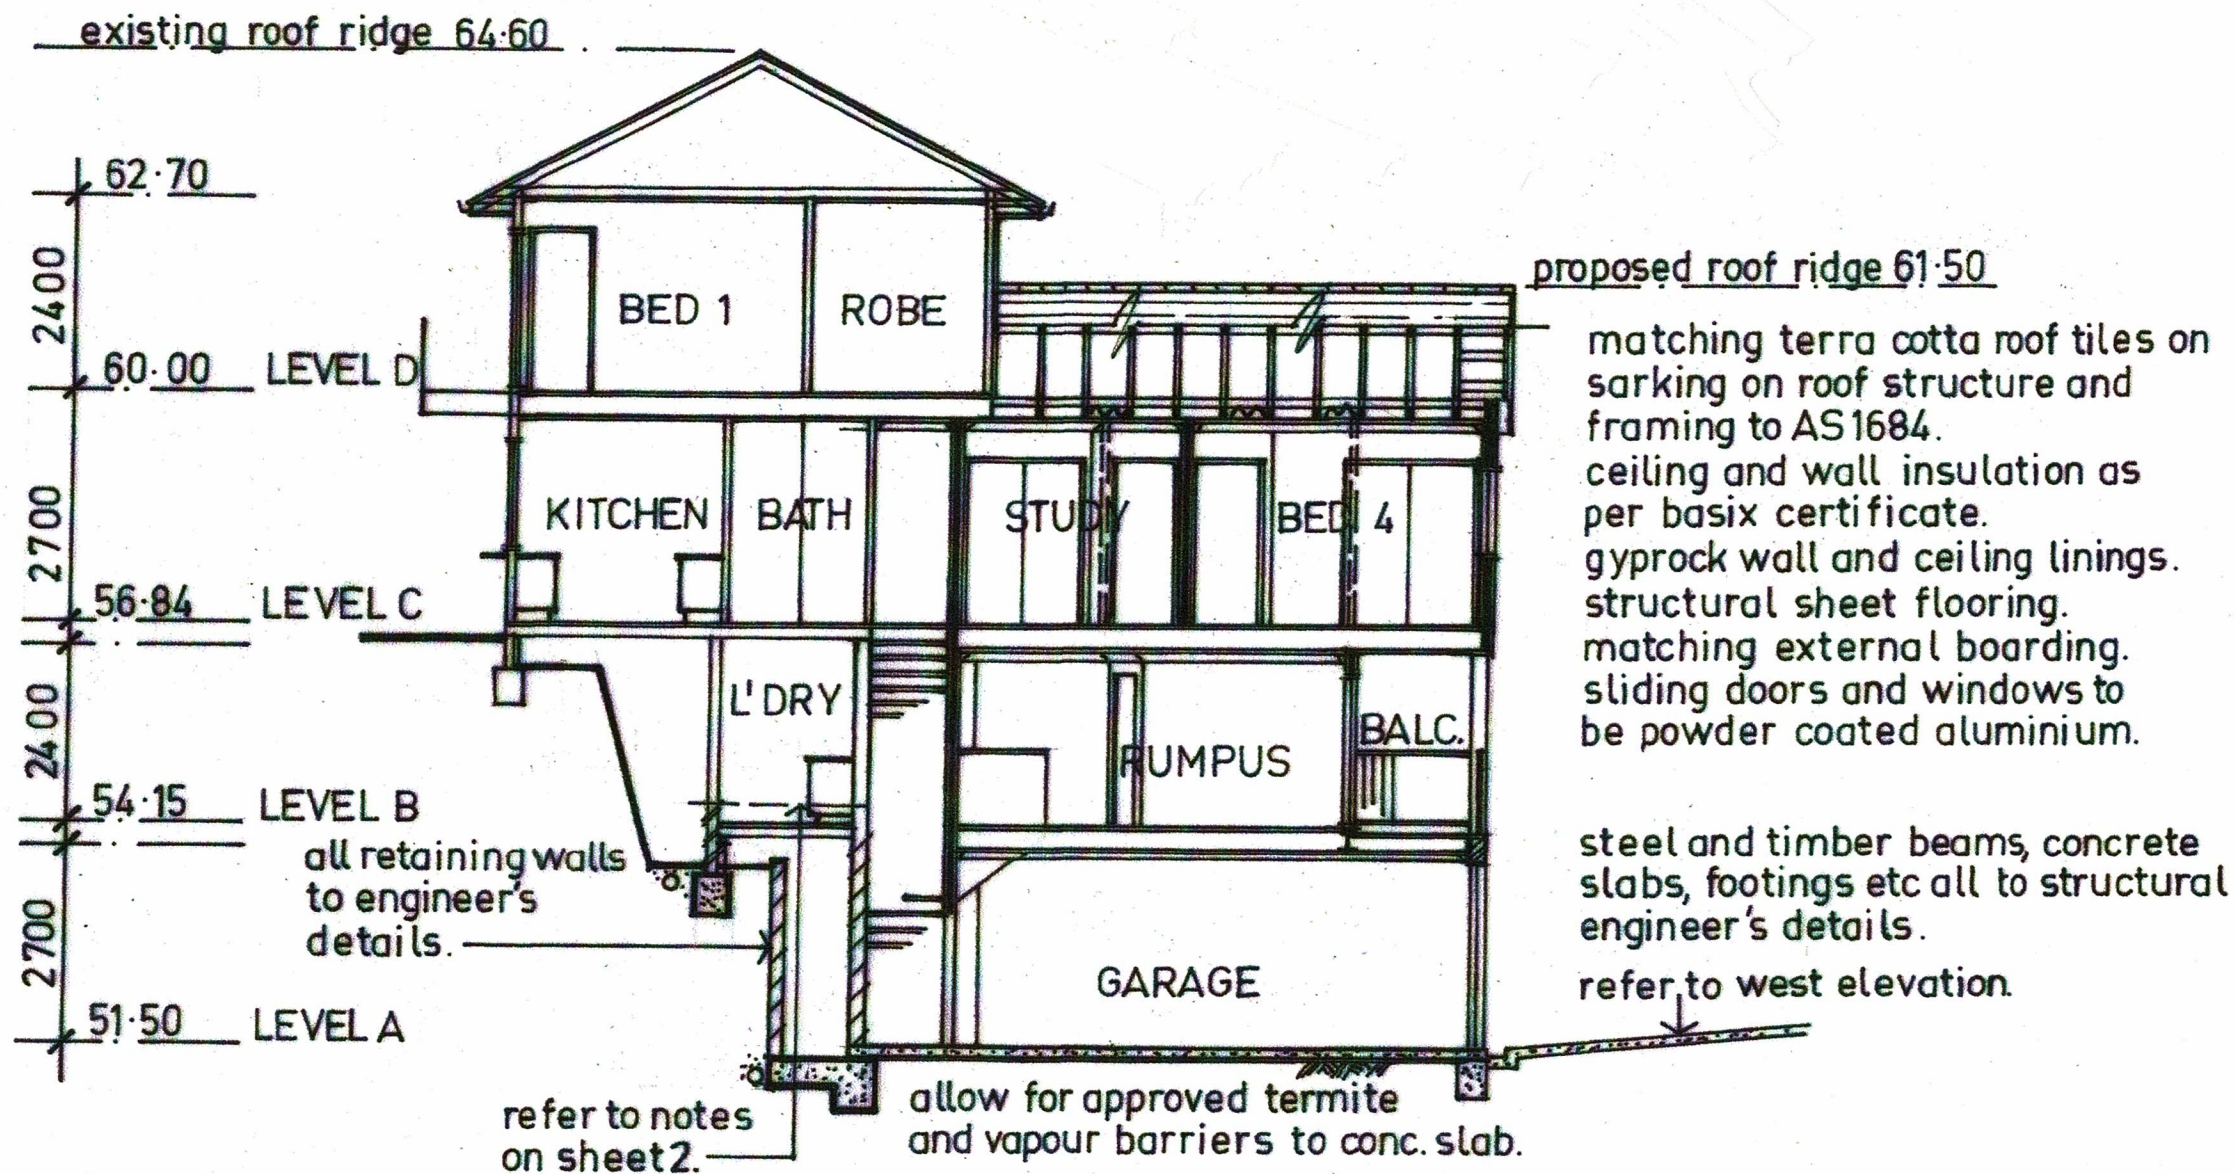 existing roof ridge 64·60
62·70
2400
BED 1
ROBE
proposed roof ridge 61·50
60·00 LEVEL D
matching terra cotta roof tiles on
sarking on roof structure and
framing to AS1684.
ceiling and wall insulation as
per basix certificate.
gyprock wall and ceiling linings.
structural sheet flooring.
matching external boarding.
sliding doors and windows to
be powder coated aluminium.
2700
KITCHEN
BATH
STUDY
BED 4
56·84 LEVEL C
2400
L'DRY
RUMPUS
BALC.
54·15 LEVEL B
all retaining walls
to engineer's
details.
steel and timber beams, concrete
slabs, footings etc all to structural
engineer's details.
2700
GARAGE
refer to west elevation.
51·50 LEVEL A
refer to notes
on sheet 2.
allow for approved termite
and vapour barriers to conc. slab.